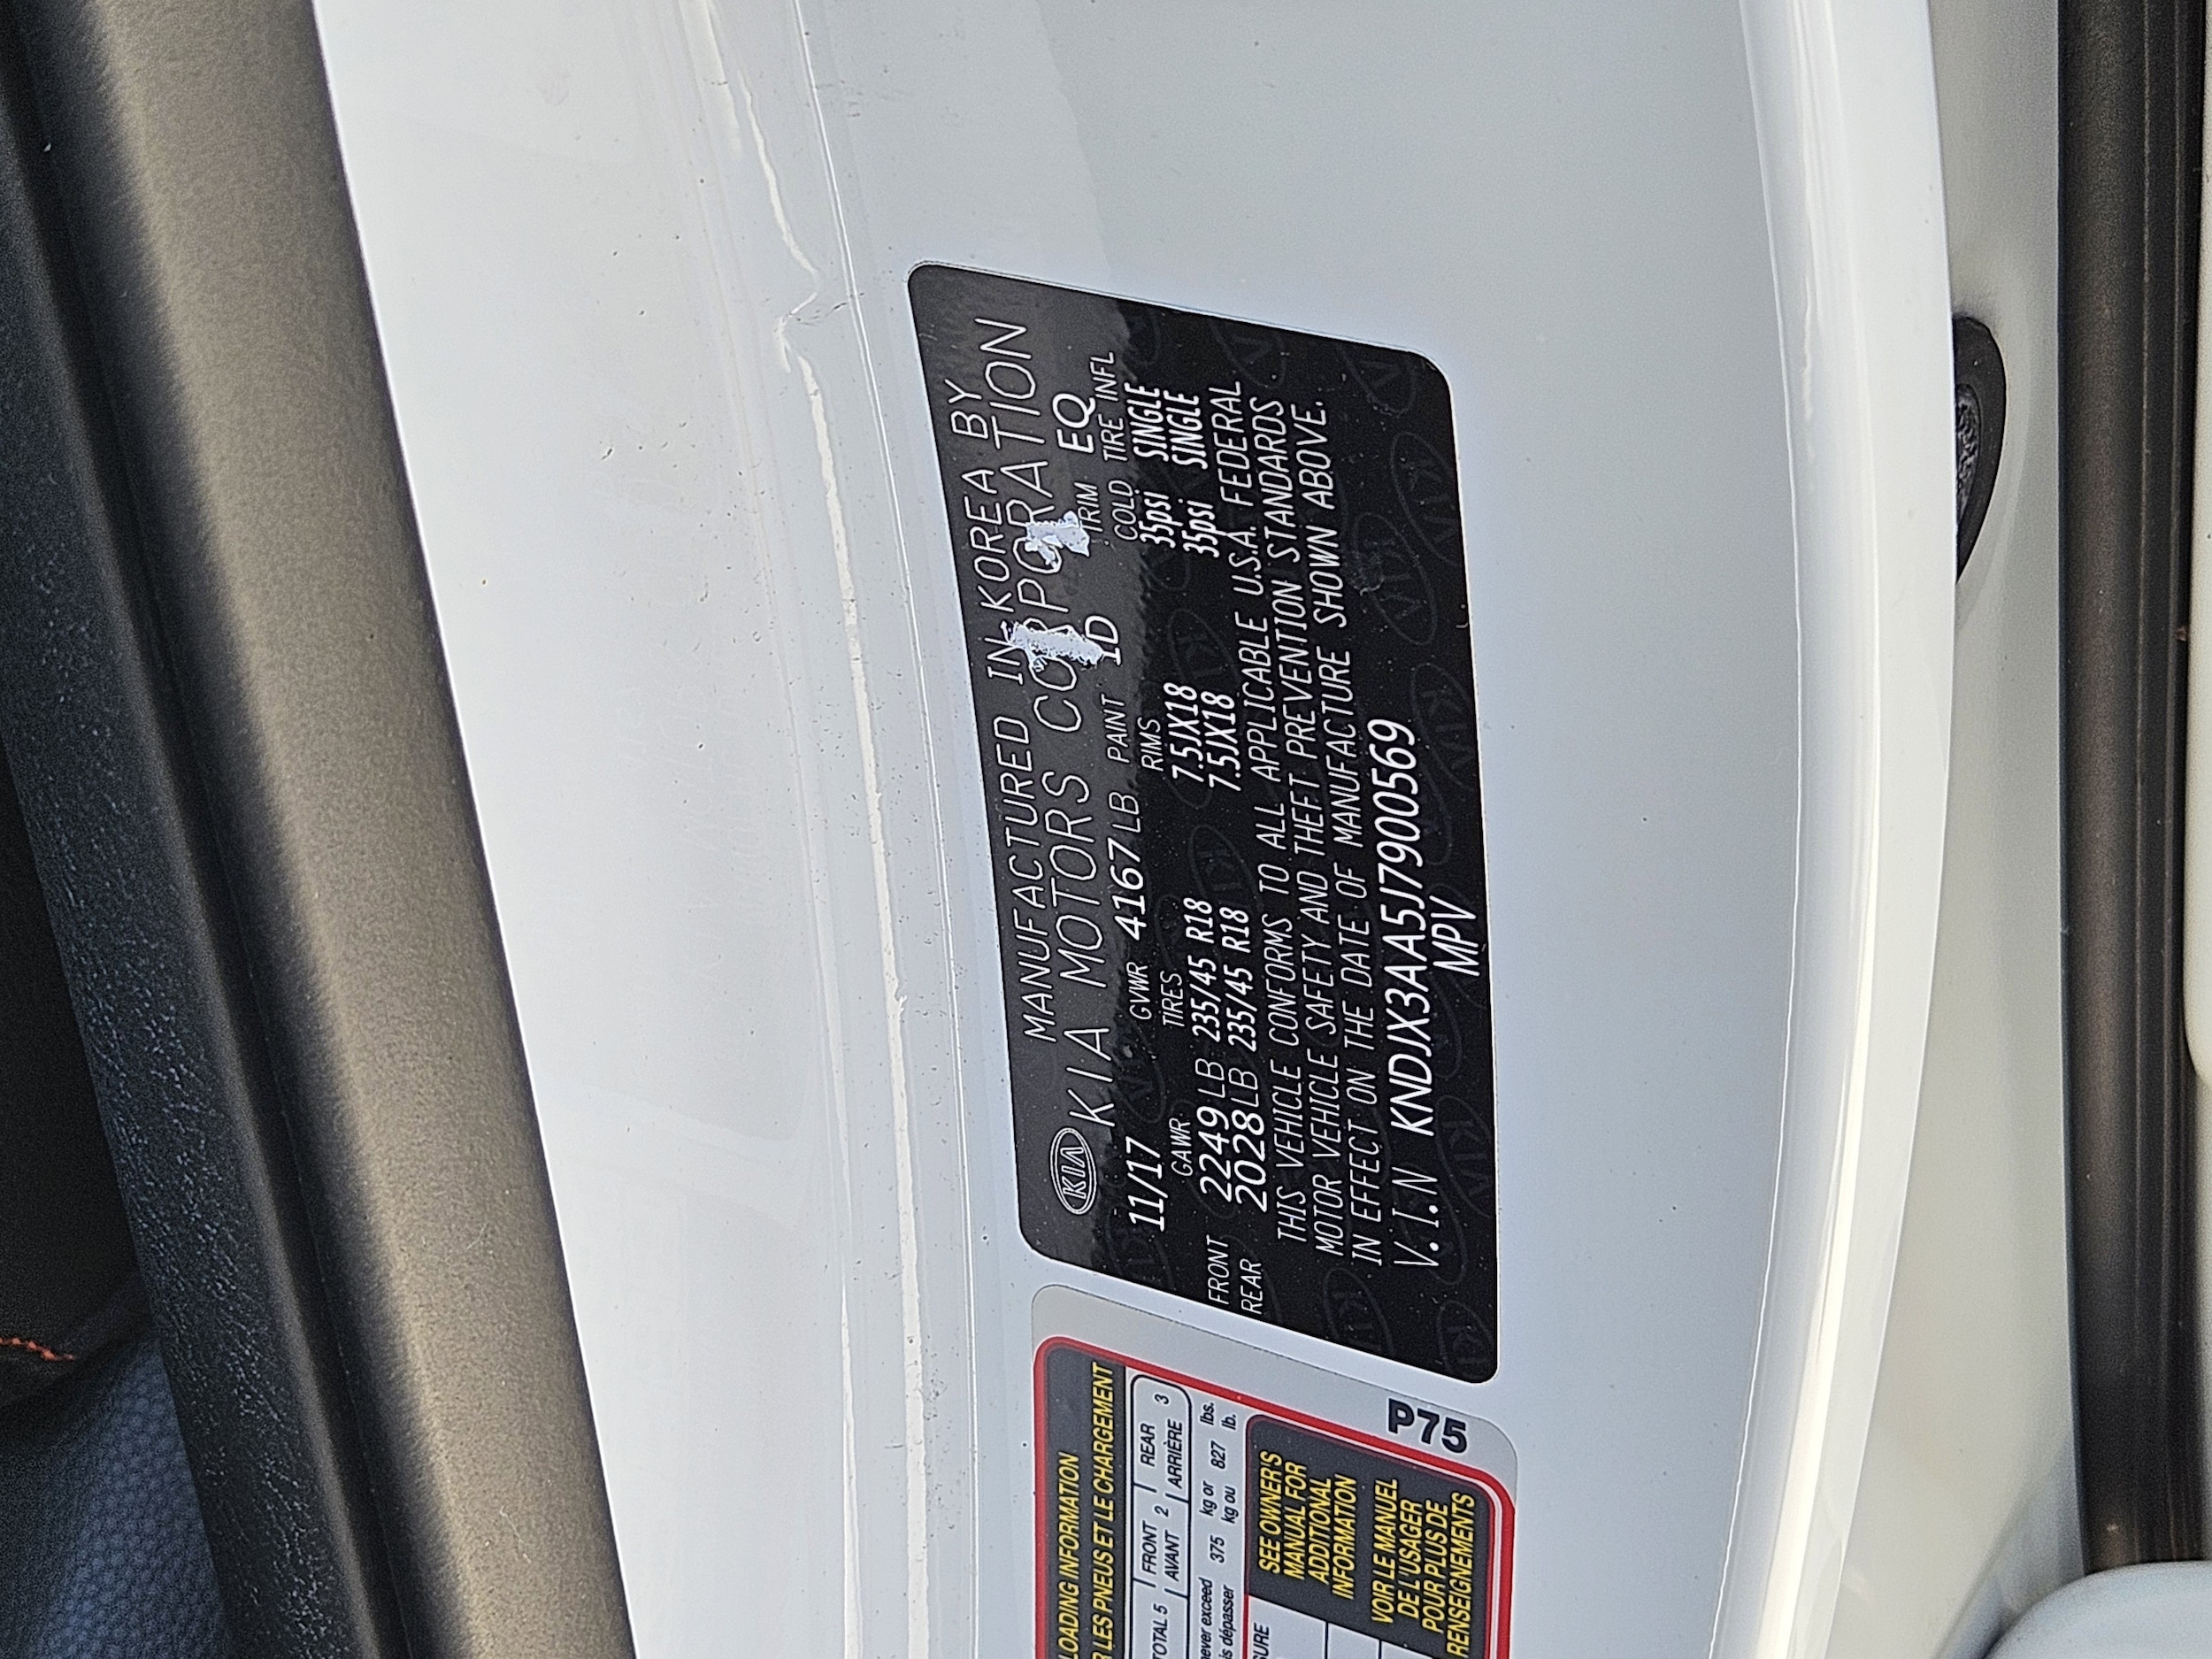 MANUFACTURED IN KOREA BY
KIA KIA MOTORS CORPORATION
11/17 GVWR 4167 LB PAINT 1D TRIM EQ
GAWR TIRES RIMS COLD TIRE INFL
FRONT 2249 LB 235/45 R18 7.5JX18 35psi SINGLE
REAR 2028 LB 235/45 R18 7.5JX18 35psi SINGLE
THIS VEHICLE CONFORMS TO ALL APPLICABLE U.S.A. FEDERAL
MOTOR VEHICLE SAFETY AND THEFT PREVENTION STANDARDS
IN EFFECT ON THE DATE OF MANUFACTURE SHOWN ABOVE.
V.I.N KNDJX3AA5J7900569
MPV
LOADING INFORMATION
LES PNEUS ET LE CHARGEMENT
TOTAL 5 FRONT 2 REAR 3
AVANT ARRIÈRE
exceed 375 kg or 827 lbs.
dépasser kg ou lb.
SEE OWNER'S
MANUAL FOR
ADDITIONAL
INFORMATION
VOIR LE MANUEL
DE L'USAGER
POUR PLUS DE
RENSEIGNEMENTS
P75